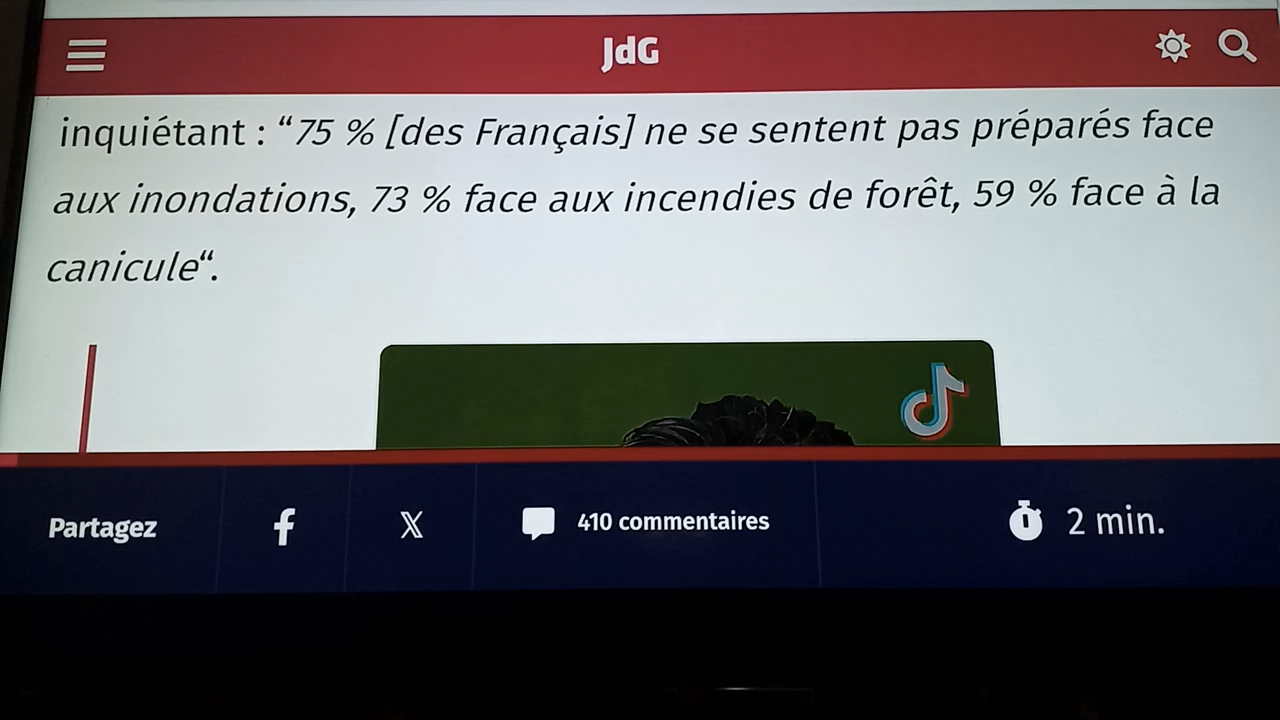 JdG
inquiétant : “75 % [des Français] ne se sentent pas préparés face
aux inondations, 73 % face aux incendies de forêt, 59 % face à la
canicule“.
Partagez
410 commentaires
2 min.